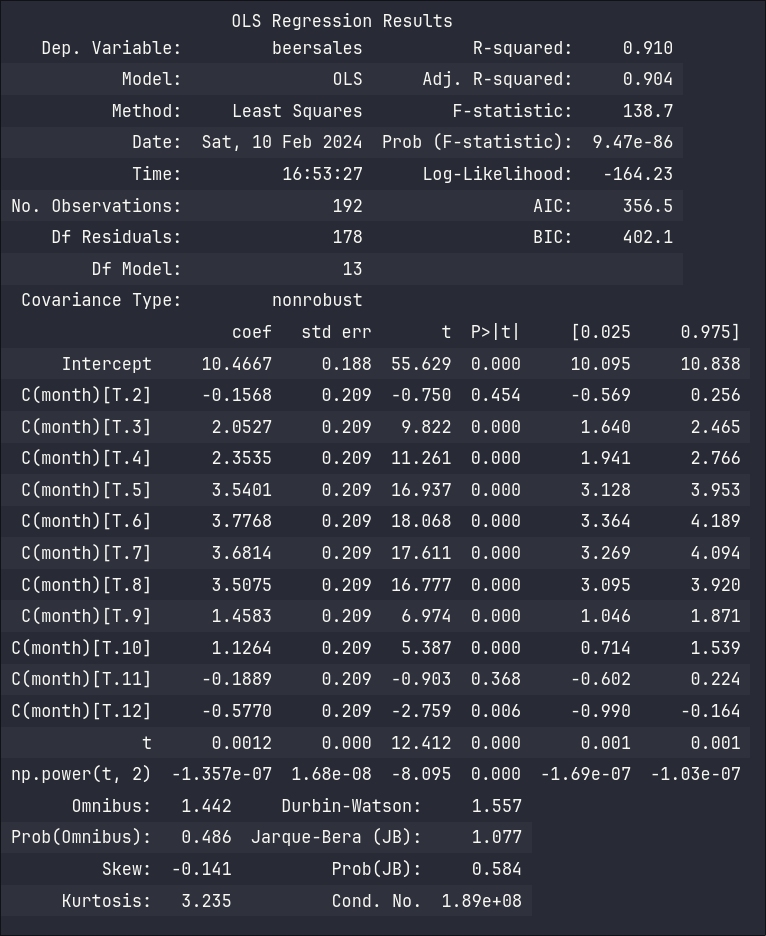 OLS Regression Results
Dep. Variable: beersales R-squared: 0.910
Model: OLS Adj. R-squared: 0.904
Method: Least Squares F-statistic: 138.7
Date: Sat, 10 Feb 2024 Prob (F-statistic): 9.47e-86
Time: 16:53:27 Log-Likelihood: -164.23
No. Observations: 192 AIC: 356.5
Df Residuals: 178 BIC: 402.1
Df Model: 13
Covariance Type: nonrobust
coef std err t P>|t| [0.025 0.975]
Intercept 10.4667 0.188 55.629 0.000 10.095 10.838
C(month)[T.2] -0.1568 0.209 -0.750 0.454 -0.569 0.256
C(month)[T.3] 2.0527 0.209 9.822 0.000 1.640 2.465
C(month)[T.4] 2.3535 0.209 11.261 0.000 1.941 2.766
C(month)[T.5] 3.5401 0.209 16.937 0.000 3.128 3.953
C(month)[T.6] 3.7768 0.209 18.068 0.000 3.364 4.189
C(month)[T.7] 3.6814 0.209 17.611 0.000 3.269 4.094
C(month)[T.8] 3.5075 0.209 16.777 0.000 3.095 3.920
C(month)[T.9] 1.4583 0.209 6.974 0.000 1.046 1.871
C(month)[T.10] 1.1264 0.209 5.387 0.000 0.714 1.539
C(month)[T.11] -0.1889 0.209 -0.903 0.368 -0.602 0.224
C(month)[T.12] -0.5770 0.209 -2.759 0.006 -0.990 -0.164
t 0.0012 0.000 12.412 0.000 0.001 0.001
np.power(t, 2) -1.357e-07 1.68e-08 -8.095 0.000 -1.69e-07 -1.03e-07
Omnibus: 1.442 Durbin-Watson: 1.557
Prob(Omnibus): 0.486 Jarque-Bera (JB): 1.077
Skew: -0.141 Prob(JB): 0.584
Kurtosis: 3.235 Cond. No. 1.89e+08